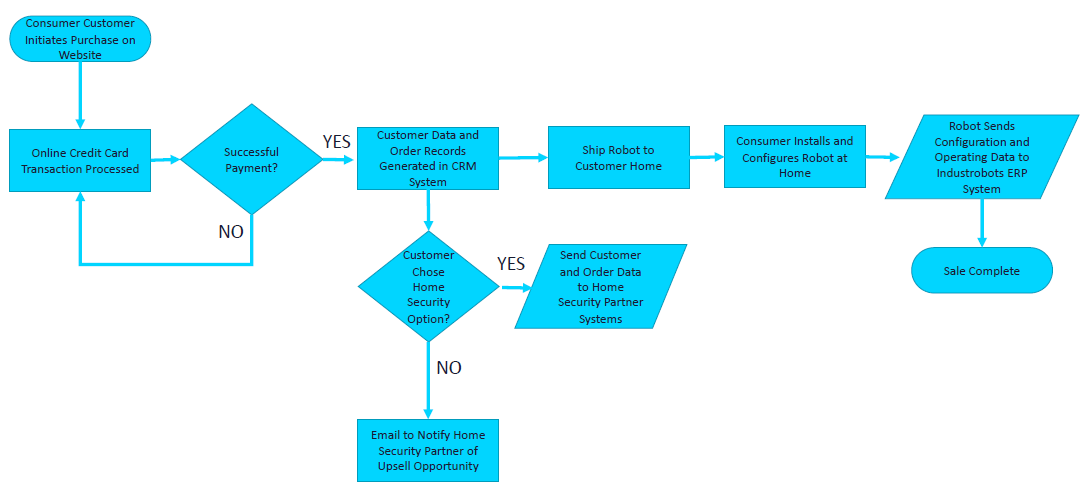 Consumer Customer
Initiates Purchase on
Website
Online Credit Card
Transaction Processed
Successful
Payment?
YES
NO
Customer Data and
Order Records
Generated in CRM
System
Ship Robot to
Customer Home
Consumer Installs and
Configures Robot at
Home
Robot Sends
Configuration and
Operating Data to
Industrobots ERP
System
Sale Complete
Customer
Chose
Home
Security
Option?
YES
Send Customer
and Order Data
to Home
Security Partner
Systems
NO
Email to Notify Home
Security Partner of
Upsell Opportunity